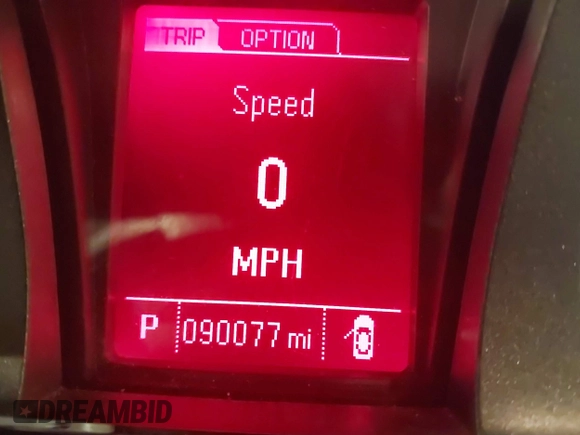 TRIP OPTION
Speed
0
MPH
P 090077 mi
DREAMBID